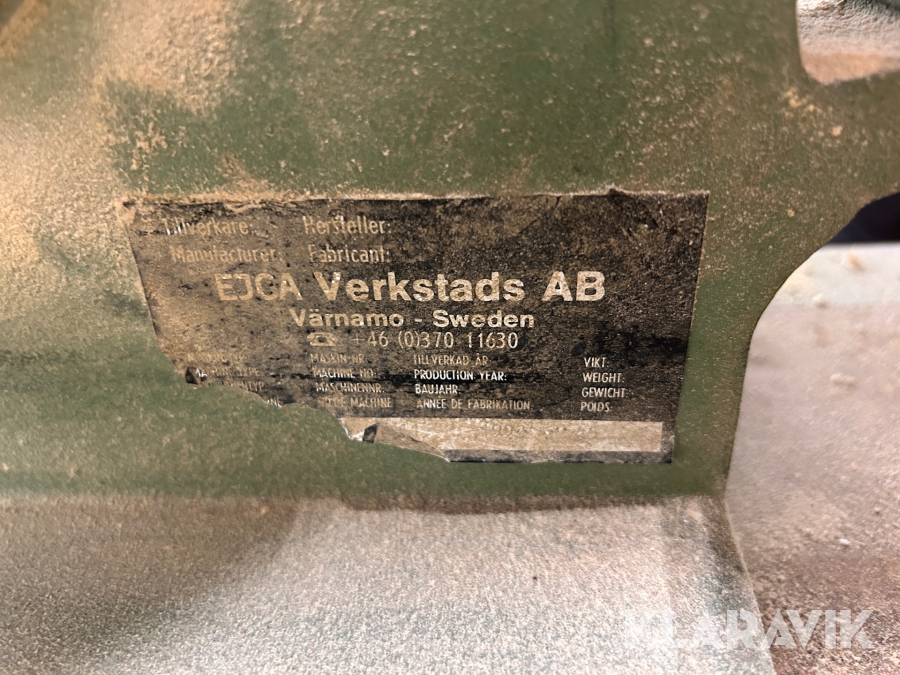 Tillverkare: Hersteller:
Manufacturer: Fabricant:
EJCA Verkstads AB
Värnamo - Sweden
☎ +46 (0)370 11630
MASKIN NR: TILLVERKAD ÅR: VIKT:
MACHINE NO: PRODUCTION YEAR: WEIGHT:
MASCHINENNR: BAUJAHR: GEWICHT:
MACHINE ANNEE DE FABRIKATION: POIDS:
KLARAVIK